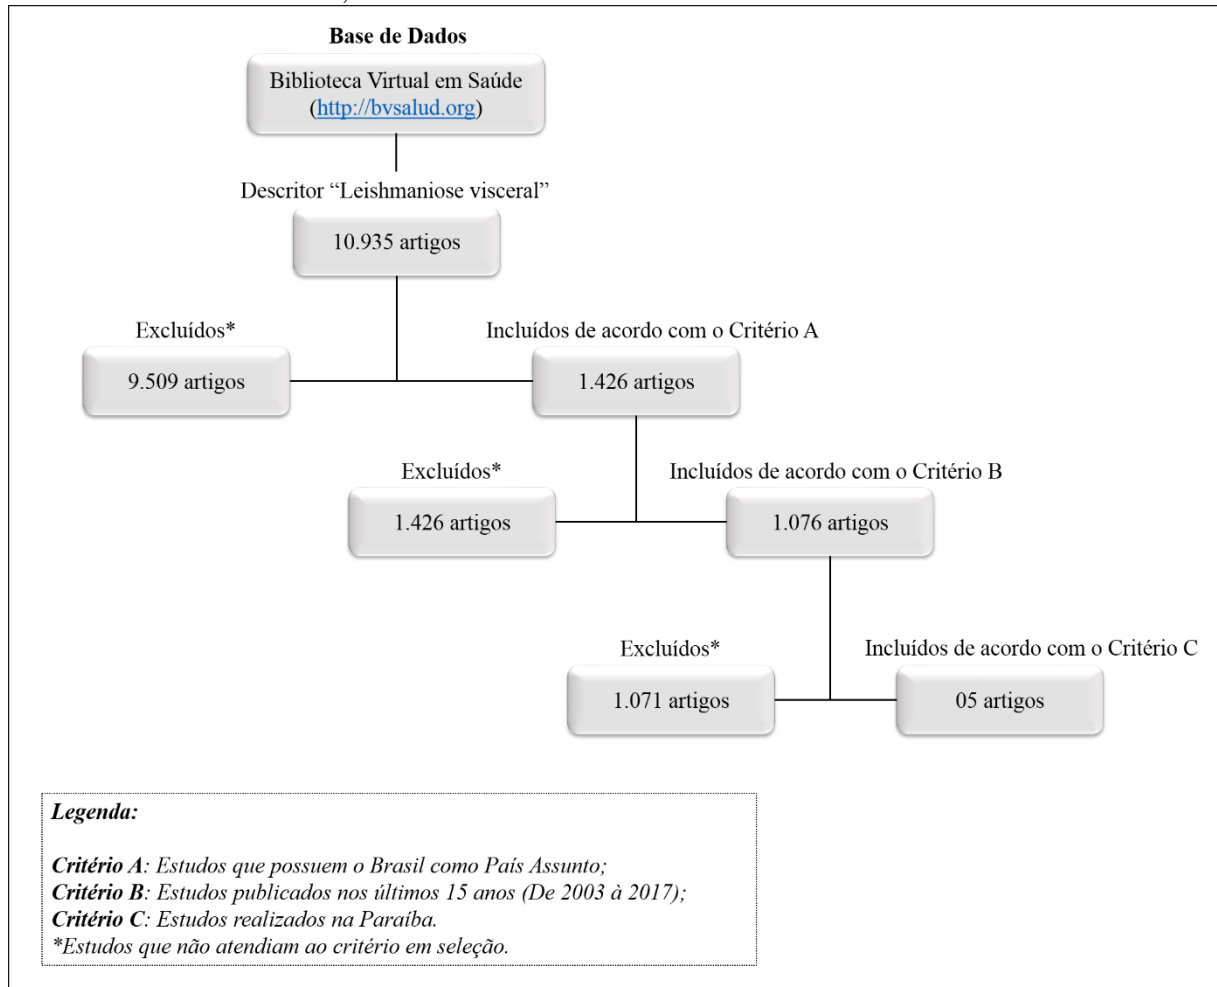 Base de Dados
Biblioteca Virtual em Saúde
(http://bvsalud.org)
Descritor “Leishmaniose visceral”
10.935 artigos
Excluídos*
Incluídos de acordo com o Critério A
9.509 artigos
1.426 artigos
Excluídos*
Incluídos de acordo com o Critério B
1.426 artigos
1.076 artigos
Excluídos*
Incluídos de acordo com o Critério C
1.071 artigos
05 artigos
Legenda:
Critério A: Estudos que possuem o Brasil como País Assunto;
Critério B: Estudos publicados nos últimos 15 anos (De 2003 à 2017);
Critério C: Estudos realizados na Paraíba.
*Estudos que não atendiam ao critério em seleção.